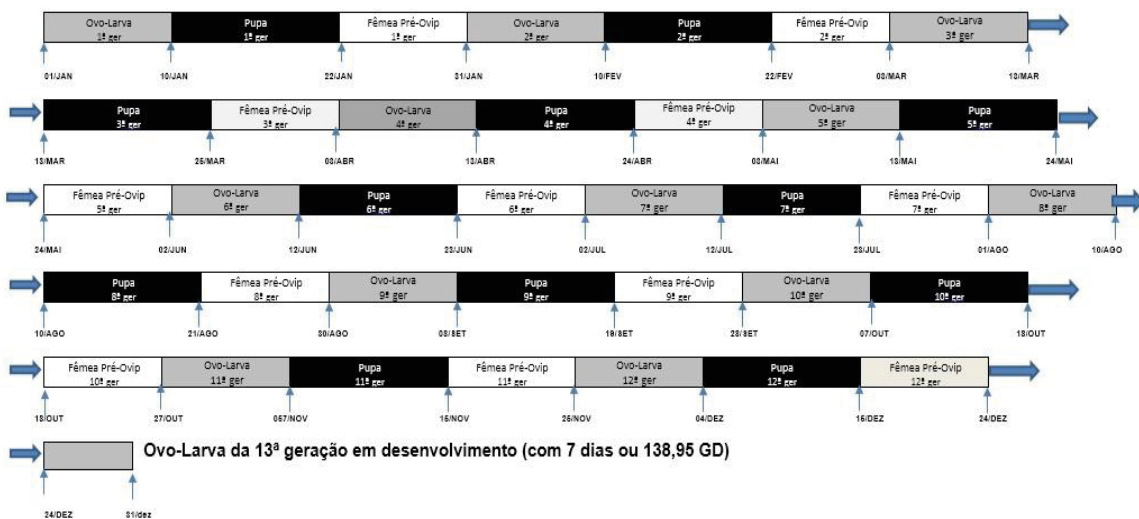 Ovo-Larva Pupa Fêmea Pré-Ovip Ovo-Larva Pupa Fêmea Pré-Ovip Ovo-Larva
1ª ger 1ª ger 1ª ger 2ª ger 2ª ger 2ª ger 3ª ger
01/JAN 10/JAN 22/JAN 31/JAN 10/FEV 22/FEV 03/MAR 13/MAR
Pupa Fêmea Pré-Ovip Ovo-Larva Pupa Fêmea Pré-Ovip Ovo-Larva Pupa
3ª ger 3ª ger 4ª ger 4ª ger 4ª ger 5ª ger 5ª ger
13/MAR 25/MAR 03/ABR 13/ABR 24/ABR 03/MAI 13/MAI 24/MAI
Fêmea Pré-Ovip Ovo-Larva Pupa Fêmea Pré-Ovip Ovo-Larva Pupa Fêmea Pré-Ovip Ovo-Larva
5ª ger 6ª ger 6ª ger 6ª ger 7ª ger 7ª ger 7ª ger 8ª ger
24/MAI 02/JUN 12/JUN 23/JUN 02/JUL 12/JUL 23/JUL 01/AGO 10/AGO
Pupa Fêmea Pré-Ovip Ovo-Larva Pupa Fêmea Pré-Ovip Ovo-Larva Pupa
8ª ger 8ª ger 9ª ger 9ª ger 9ª ger 10ª ger 10ª ger
10/AGO 21/AGO 30/AGO 08/SET 19/SET 28/SET 07/OUT 18/OUT
Fêmea Pré-Ovip Ovo-Larva Pupa Fêmea Pré-Ovip Ovo-Larva Pupa Fêmea Pré-Ovip
10ª ger 11ª ger 11ª ger 11ª ger 12ª ger 12ª ger 12ª ger
18/OUT 27/OUT 057/NOV 16/NOV 25/NOV 04/DEZ 15/DEZ 24/DEZ
Ovo-Larva da 13ª geração em desenvolvimento (com 7 dias ou 138,95 GD)
24/DEZ 31/dez